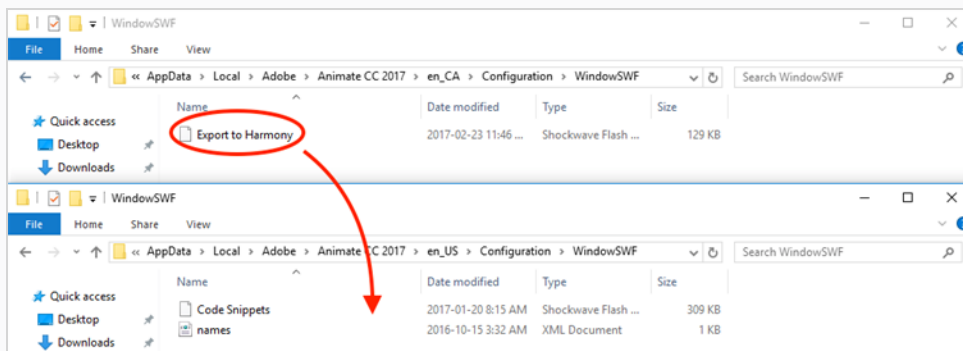 WindowSWF
File Home Share View
« AppData > Local > Adobe > Animate CC 2017 > en_CA > Configuration > WindowSWF Search WindowSWF
Name Date modified Type Size
Quick access
Export to Harmony 2017-02-23 11:46 ... Shockwave Flash ... 129 KB
Desktop
Downloads
WindowSWF
File Home Share View
« AppData > Local > Adobe > Animate CC 2017 > en_US > Configuration > WindowSWF Search WindowSWF
Name Date modified Type Size
Quick access
Code Snippets 2017-01-20 8:15 AM Shockwave Flash ... 309 KB
Desktop
names 2016-10-15 3:32 AM XML Document 1 KB
Downloads